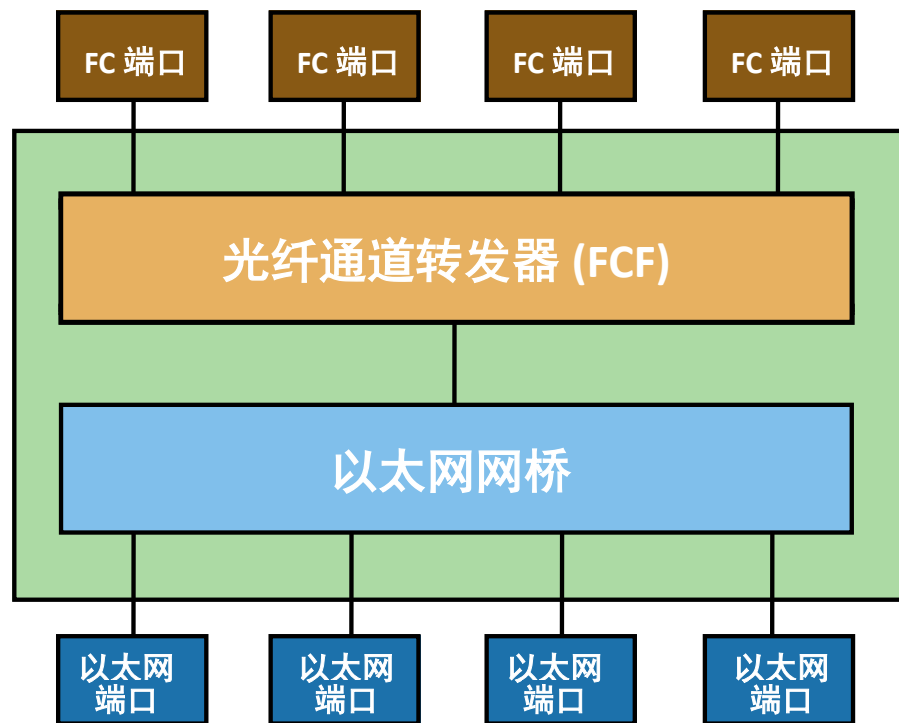 FC 端口
FC 端口
FC 端口
FC 端口
光纤通道转发器 (FCF)
以太网网桥
以太网
端口
以太网
端口
以太网
端口
以太网
端口